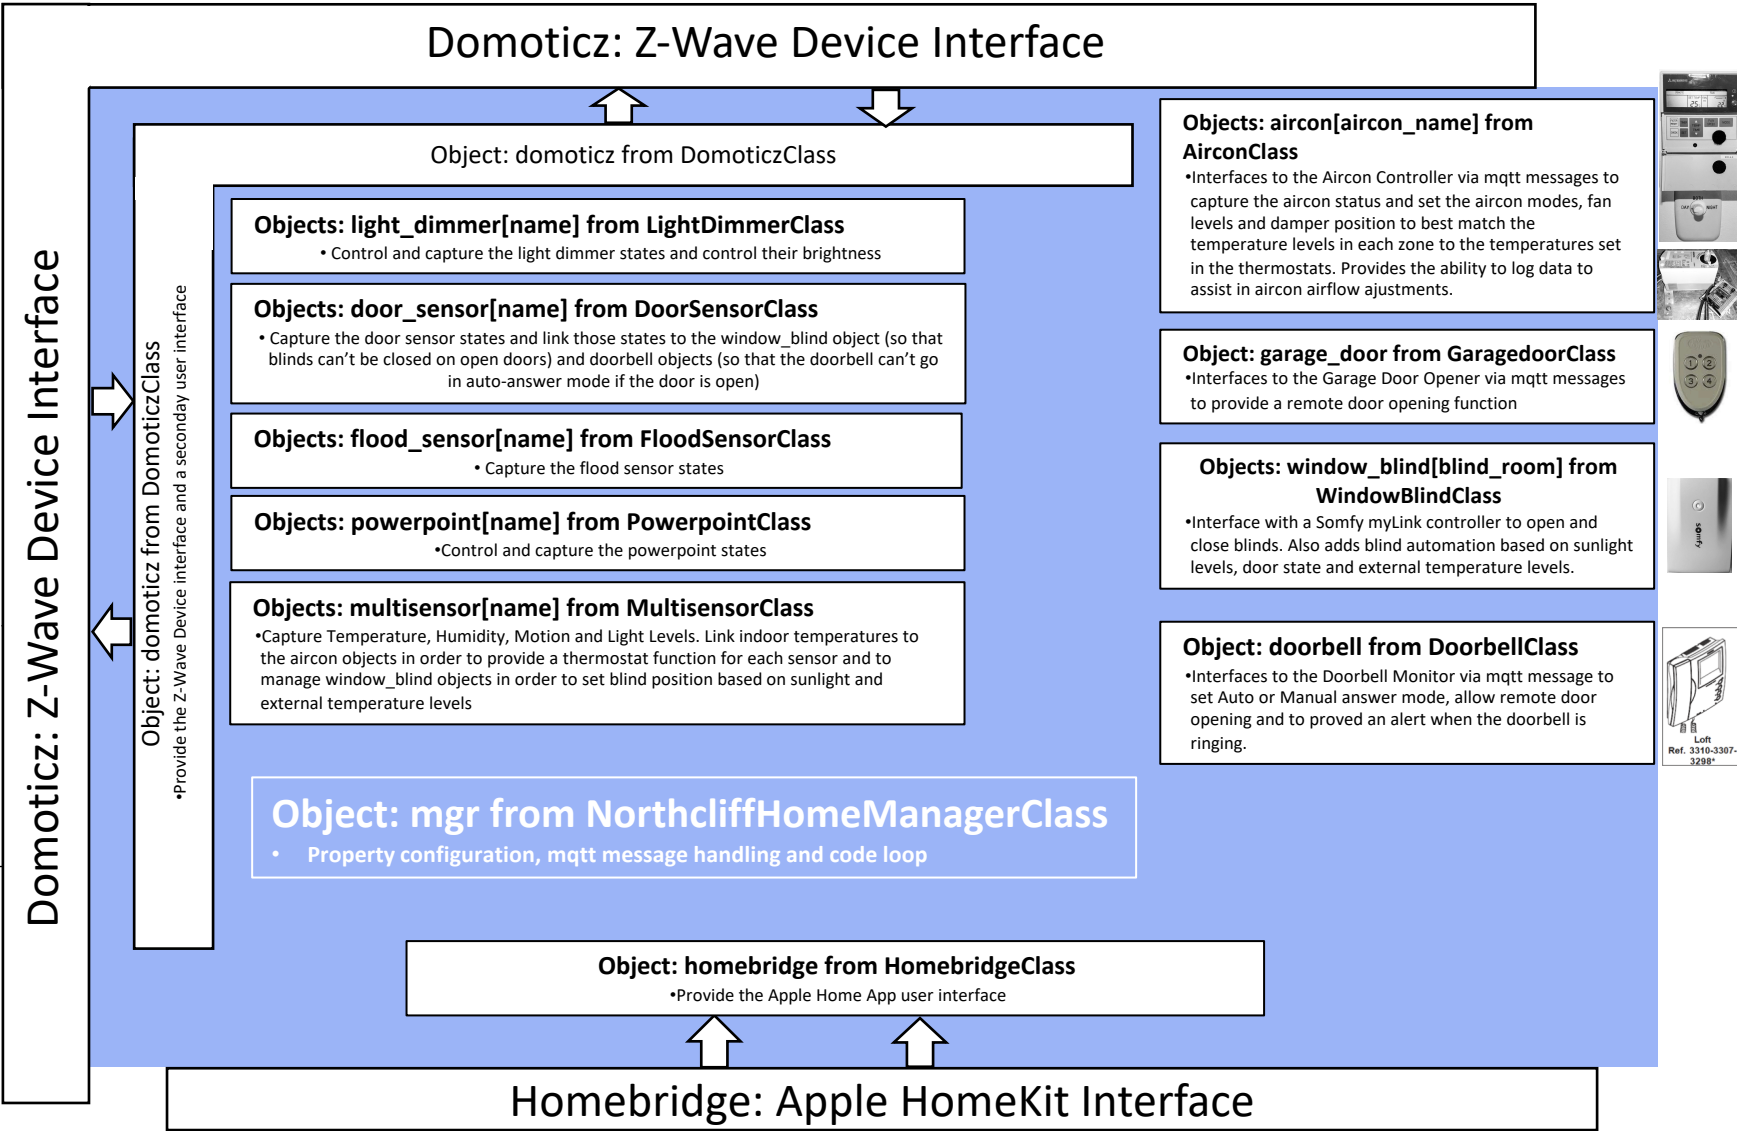 Domoticz: Z-Wave Device Interface
Domoticz: Z-Wave Device Interface
Object: domoticz from DomoticzClass
Object: domoticz from DomoticzClass
•Provide the Z-Wave Device interface and a seconday user interface
Objects: light_dimmer[name] from LightDimmerClass
• Control and capture the light dimmer states and control their brightness
Objects: door_sensor[name] from DoorSensorClass
• Capture the door sensor states and link those states to the window_blind object (so that
blinds can't be closed on open doors) and doorbell objects (so that the doorbell can't go
in auto-answer mode if the door is open)
Objects: flood_sensor[name] from FloodSensorClass
• Capture the flood sensor states
Objects: powerpoint[name] from PowerpointClass
•Control and capture the powerpoint states
Objects: multisensor[name] from MultisensorClass
•Capture Temperature, Humidity, Motion and Light Levels. Link indoor temperatures to
the aircon objects in order to provide a thermostat function for each sensor and to
manage window_blind objects in order to set blind position based on sunlight and
external temperature levels
Objects: aircon[aircon_name] from
AirconClass
•Interfaces to the Aircon Controller via mqtt messages to
capture the aircon status and set the aircon modes, fan
levels and damper position to best match the
temperature levels in each zone to the temperatures set
in the thermostats. Provides the ability to log data to
assist in aircon airflow ajustments.
Object: garage_door from GaragedoorClass
•Interfaces to the Garage Door Opener via mqtt messages
to provide a remote door opening function
Objects: window_blind[blind_room] from
WindowBlindClass
•Interface with a Somfy myLink controller to open and
close blinds. Also adds blind automation based on sunlight
levels, door state and external temperature levels.
Object: doorbell from DoorbellClass
•Interfaces to the Doorbell Monitor via mqtt message to
set Auto or Manual answer mode, allow remote door
opening and to proved an alert when the doorbell is
ringing.
DAY
NIGHT
1 2
3 4
somfy
Loft
Ref. 3310-3307-
3298*
Object: mgr from NorthcliffHomeManagerClass
• Property configuration, mqtt message handling and code loop
Object: homebridge from HomebridgeClass
•Provide the Apple Home App user interface
Homebridge: Apple HomeKit Interface